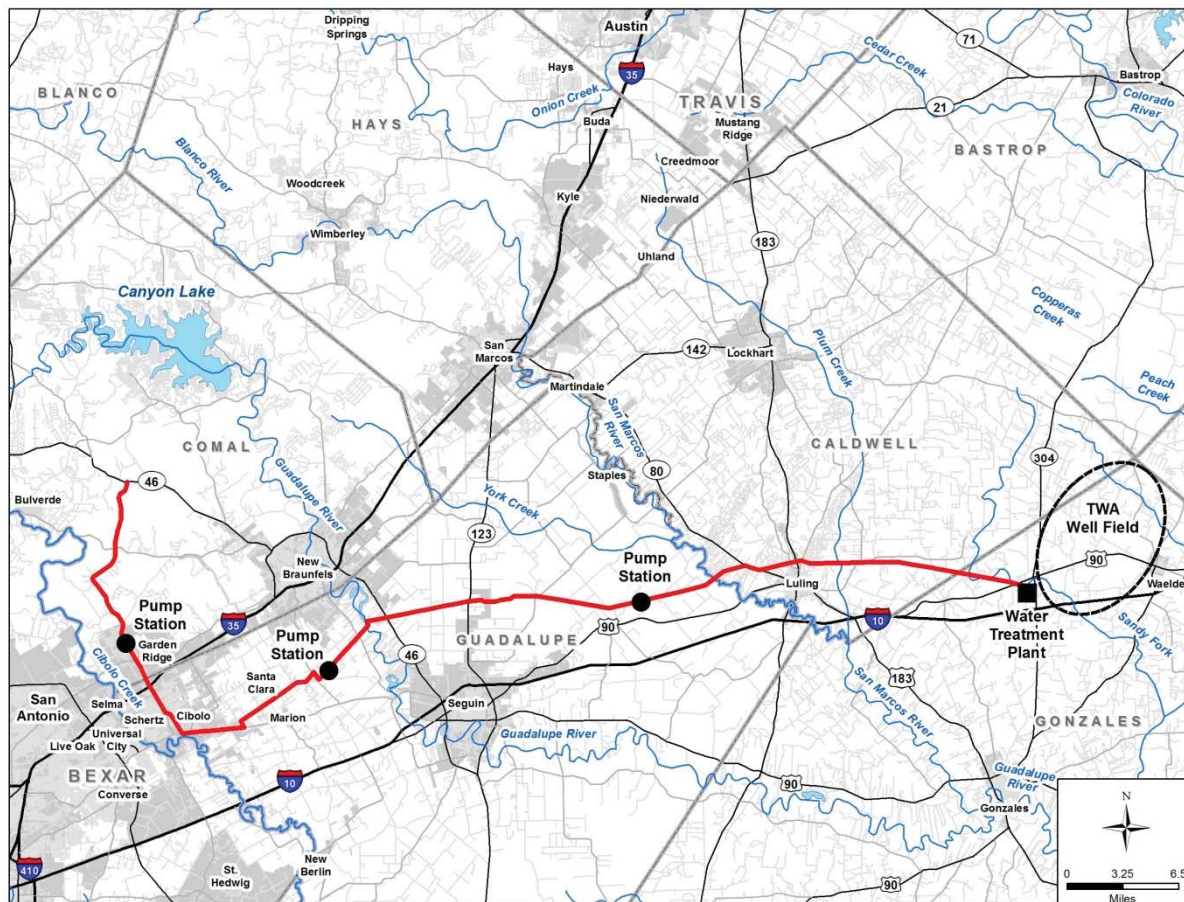 Dripping
Springs
Austin
71
Cedar Creek
Bastrop
Hays
35
Colorado
River
BLANCO
Onion Creek
TRAVIS
21
HAYS
Buda
Mustang
Ridge
BASTROP
Blanco River
Creedmoor
Woodcreek
Kyle
Niederwald
Wimberley
183
Uhland
Copperas
Creek
Canyon Lake
Plum Creek
San
Marcos
142
Lockhart
Peach
Creek
Martindale
San Marcos
River
COMAL
CALDWELL
304
46
Guadalupe River
80
Staples
TWA
Well Field
Bulverde
York Creek
123
90
New
Braunfels
Pump
Station
Luling
Waelder
Pump
Station
35
10
Water
Treatment
Plant
Garden
Ridge
Pump
Station
GUADALUPE
90
Sandy Fork
Cibolo Creek
46
Santa
Clara
183
San
Antonio
Selma
Cibolo
Marion
Seguin
San Marcos River
Schertz
GONZALES
Universal
City
Live Oak
Guadalupe River
BEXAR
10
90
Guadalupe
River
Converse
Gonzales
N
New
Berlin
410
St.
Hedwig
90
0 3.25 6.5
Miles